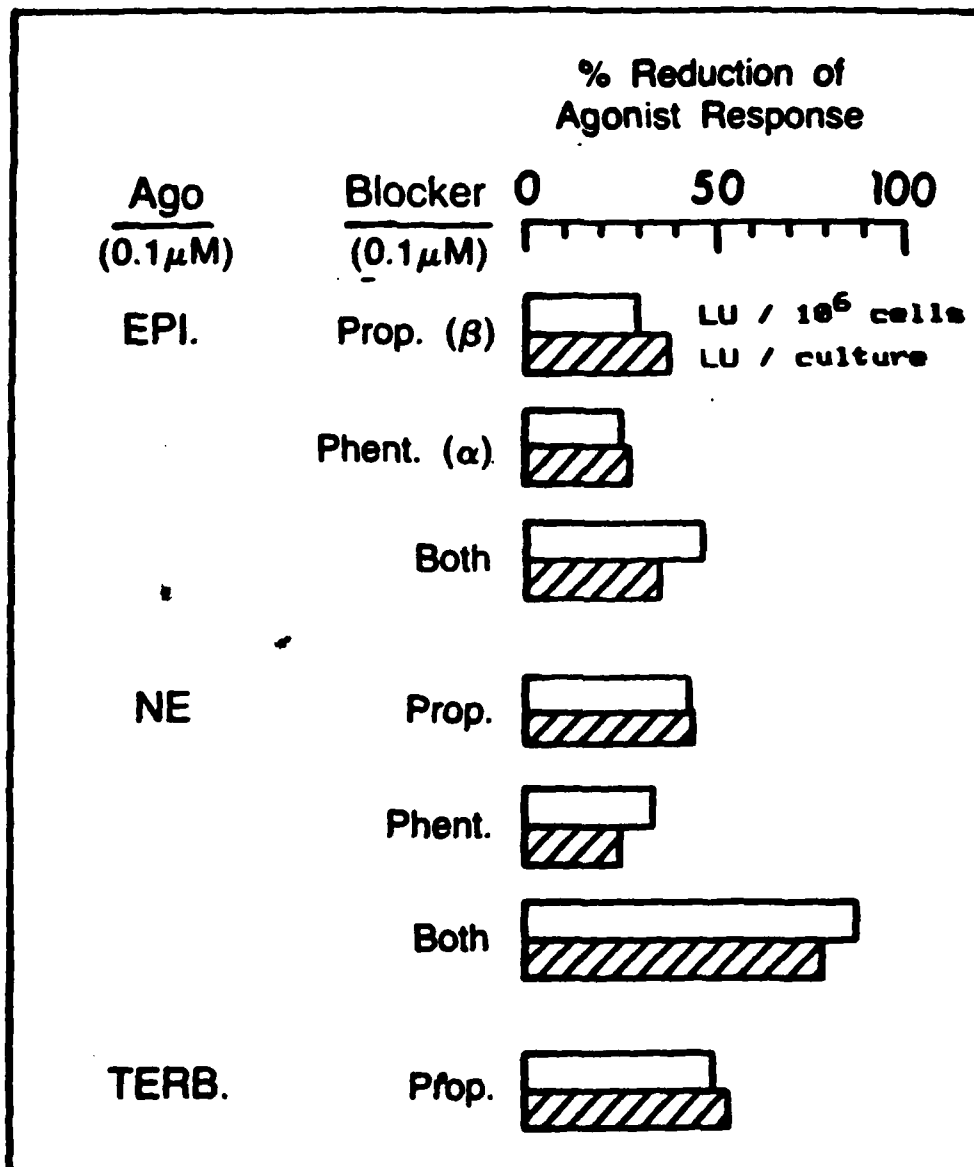 % Reduction of
Agonist Response
Ago Blocker 0 50 100
(0.1μM) (0.1μM)
EPI. Prop. (β) LU / 10⁶ cells
LU / culture
Phent. (α)
Both
NE Prop.
Phent.
Both
TERB. Prop.